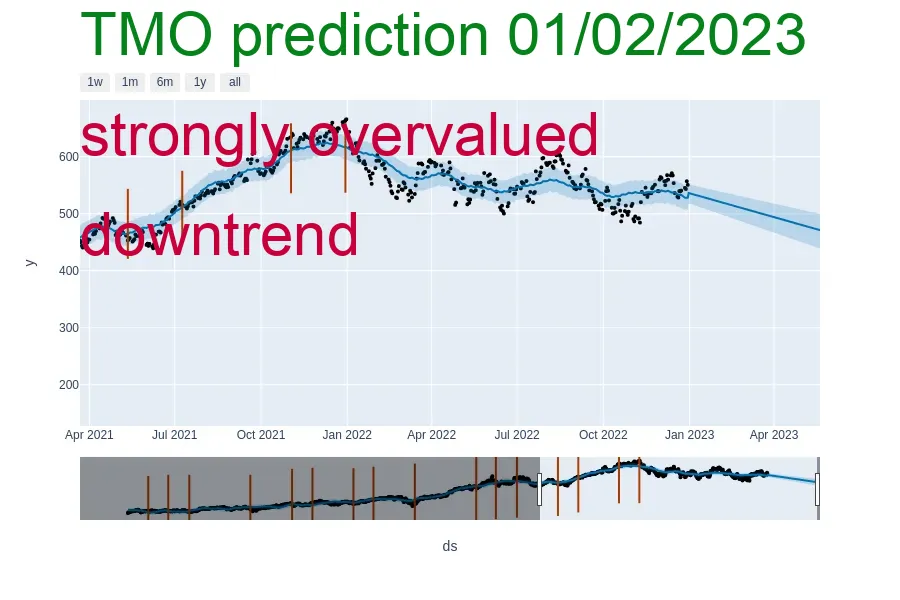 TMO prediction 01/02/2023
1w 1m 6m 1y all
strongly overvalued
600
downtrend
500
y
400
300
200
Apr 2021 Jul 2021 Oct 2021 Jan 2022 Apr 2022 Jul 2022 Oct 2022 Jan 2023 Apr 2023
ds